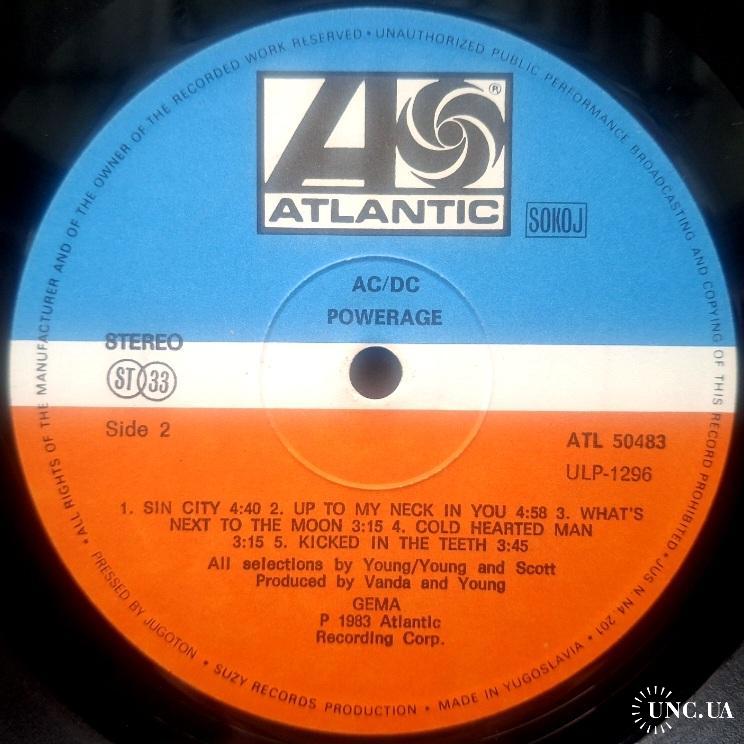 • ALL RIGHTS OF THE MANUFACTURER AND OF THE OWNER OF THE RECORDED WORK RESERVED • UNAUTHORIZED PUBLIC PERFORMANCE BROADCASTING AND COPYING OF THIS RECORD PROHIBITED • JUS N. NA. 201
A
®
ATLANTIC
SOKOJ
AC/DC
POWERAGE
STEREO
ST 33
Side 2
ATL 50483
ULP-1296
1. SIN CITY 4:40 2. UP TO MY NECK IN YOU 4:58 3. WHAT'S
NEXT TO THE MOON 3:15 4. COLD HEARTED MAN
3:15 5. KICKED IN THE TEETH 3:45
All selections by Young/Young and Scott
Produced by Vanda and Young
GEMA
P 1983 Atlantic
Recording Corp.
PRESSED BY JUGOTON • SUZY RECORDS PRODUCTION • MADE IN YUGOSLAVIA •
UNC.UA